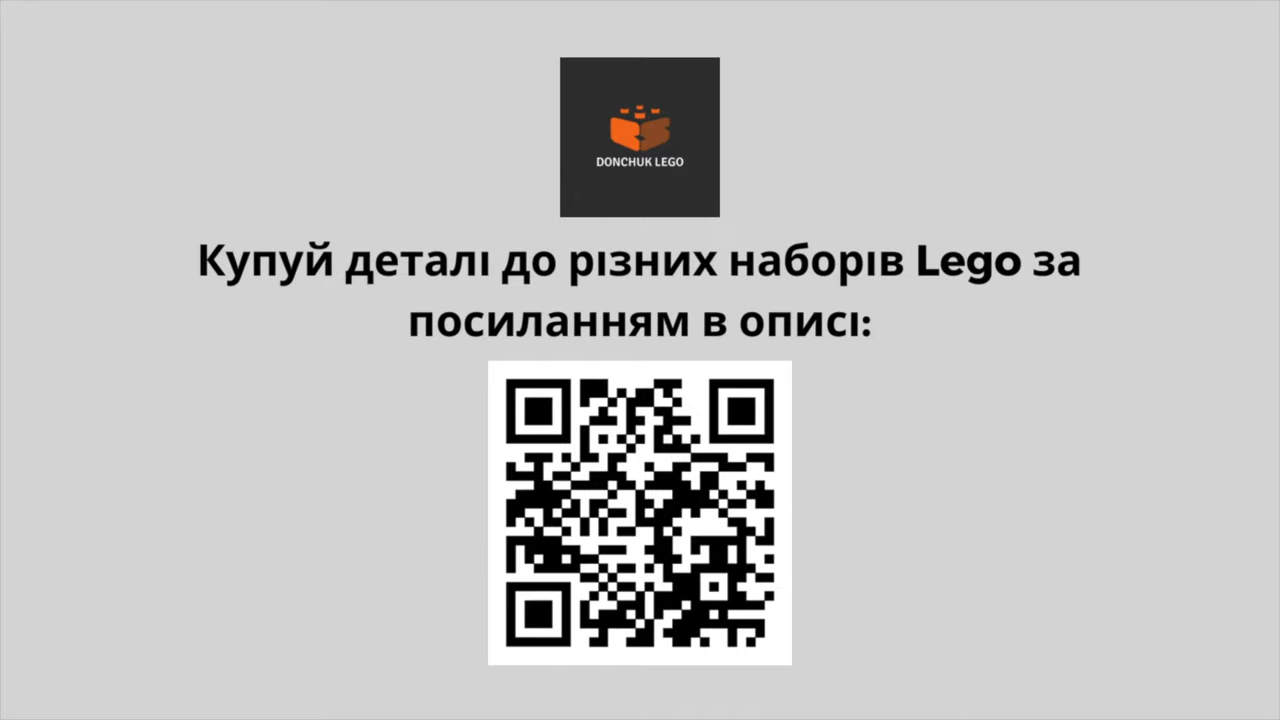 DONCHUK LEGO
Купуй деталі до різних наборів Lego за
посиланням в описі: